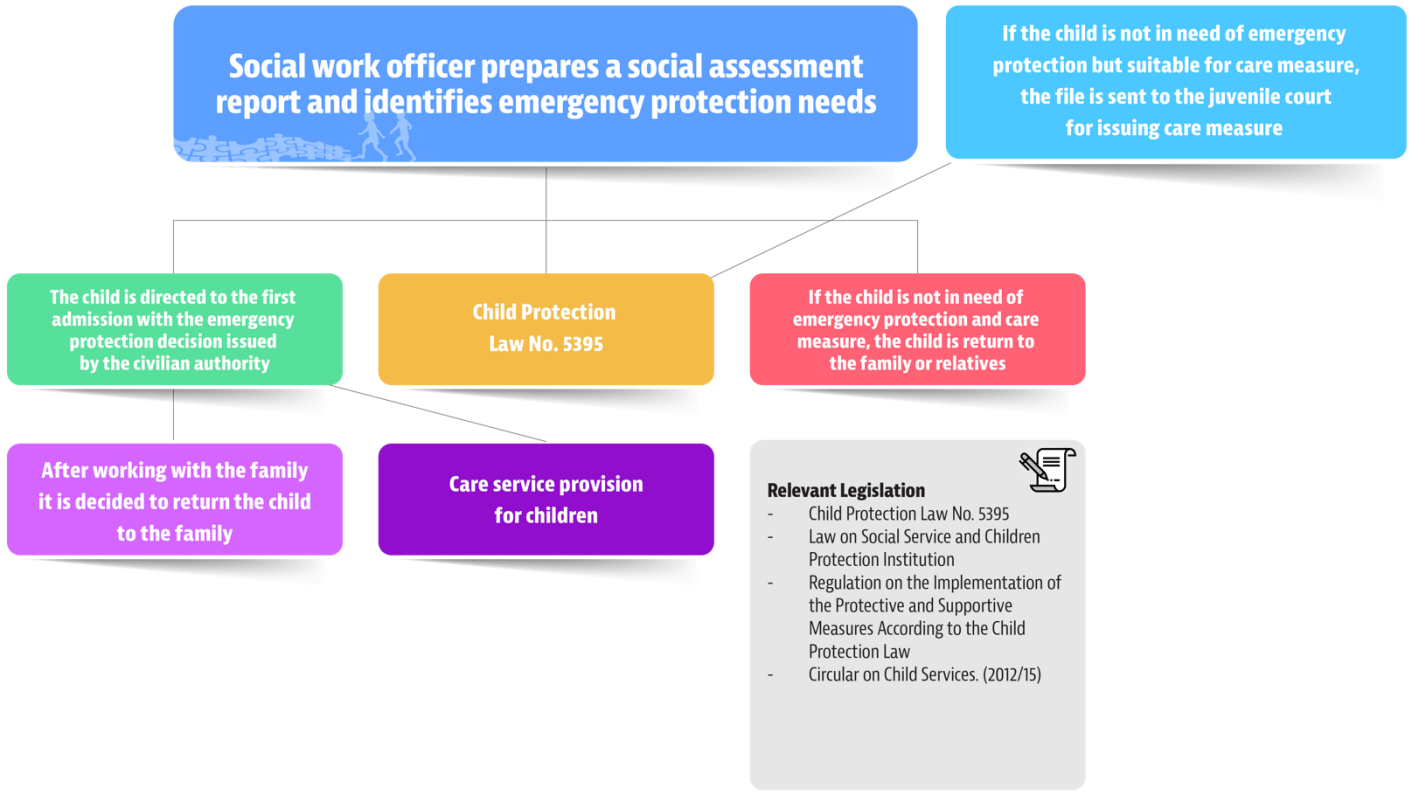 Social work officer prepares a social assessment
report and identifies emergency protection needs
If the child is not in need of emergency
protection but suitable for care measure,
the file is sent to the juvenile court
for issuing care measure
The child is directed to the first
admission with the emergency
protection decision issued
by the civilian authority
Child Protection
Law No. 5395
If the child is not in need of
emergency protection and care
measure, the child is return to
the family or relatives
After working with the family
it is decided to return the child
to the family
Care service provision
for children
Relevant Legislation
- Child Protection Law No. 5395
- Law on Social Service and Children
Protection Institution
- Regulation on the Implementation of
the Protective and Supportive
Measures According to the Child
Protection Law
- Circular on Child Services. (2012/15)